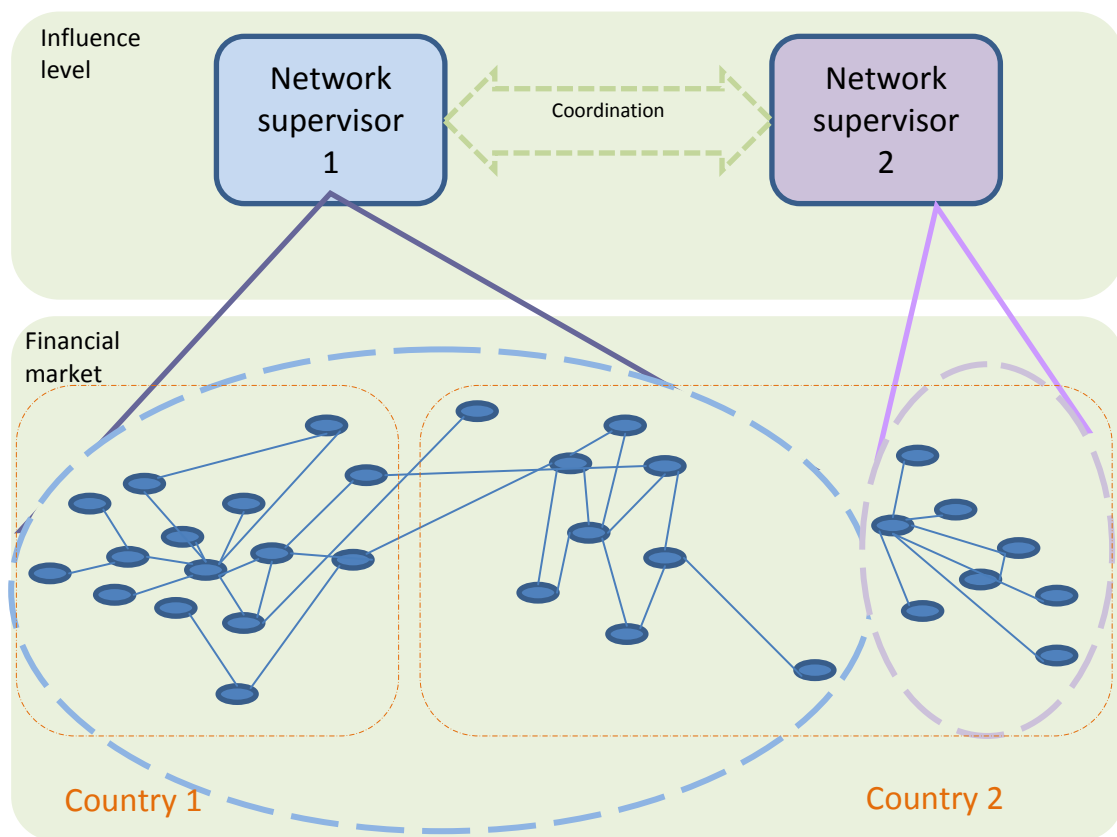 Influence
level
Network
supervisor
1
Coordination
Network
supervisor
2
Financial
market
Country 1
Country 2